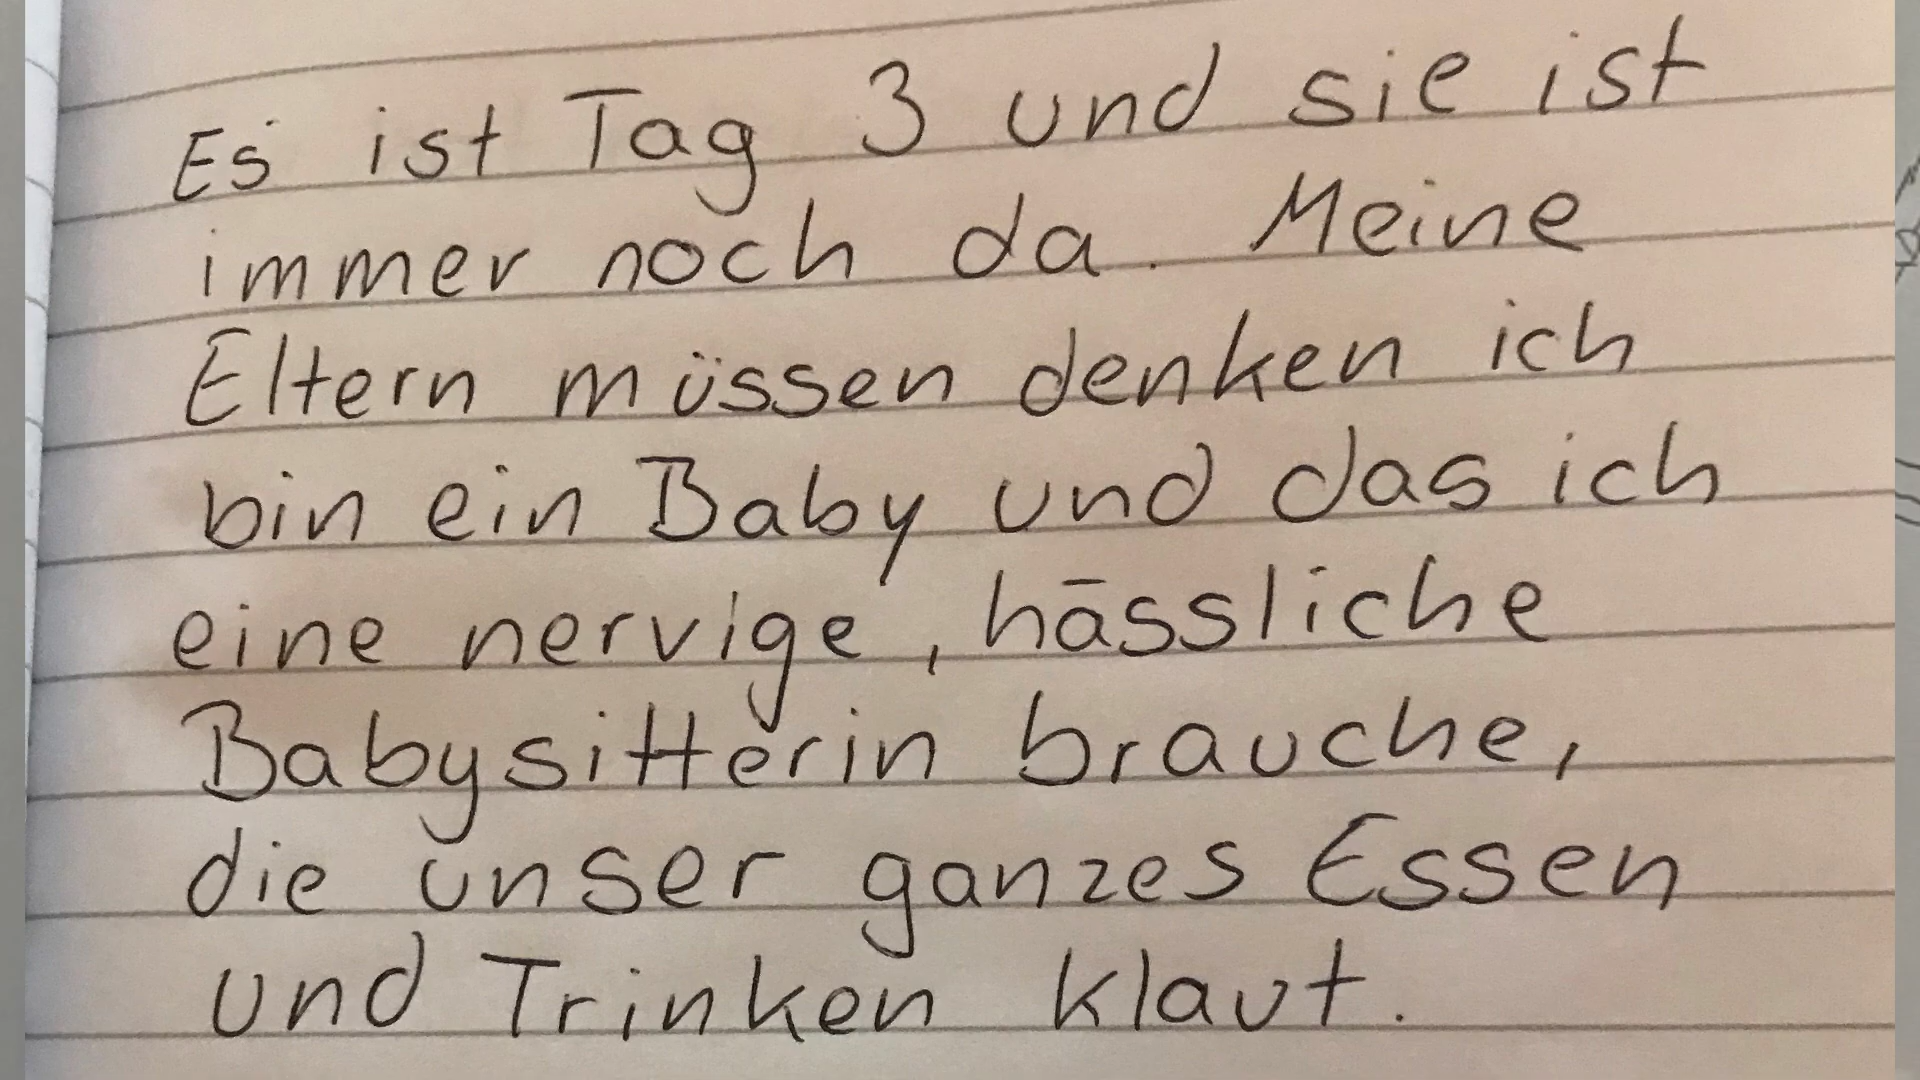 Es ist Tag 3 und sie ist
immer noch da. Meine
Eltern müssen denken ich
bin ein Baby und das ich
eine nervige, hässliche
Babysitterin brauche,
die unser ganzes Essen
und Trinken klaut.